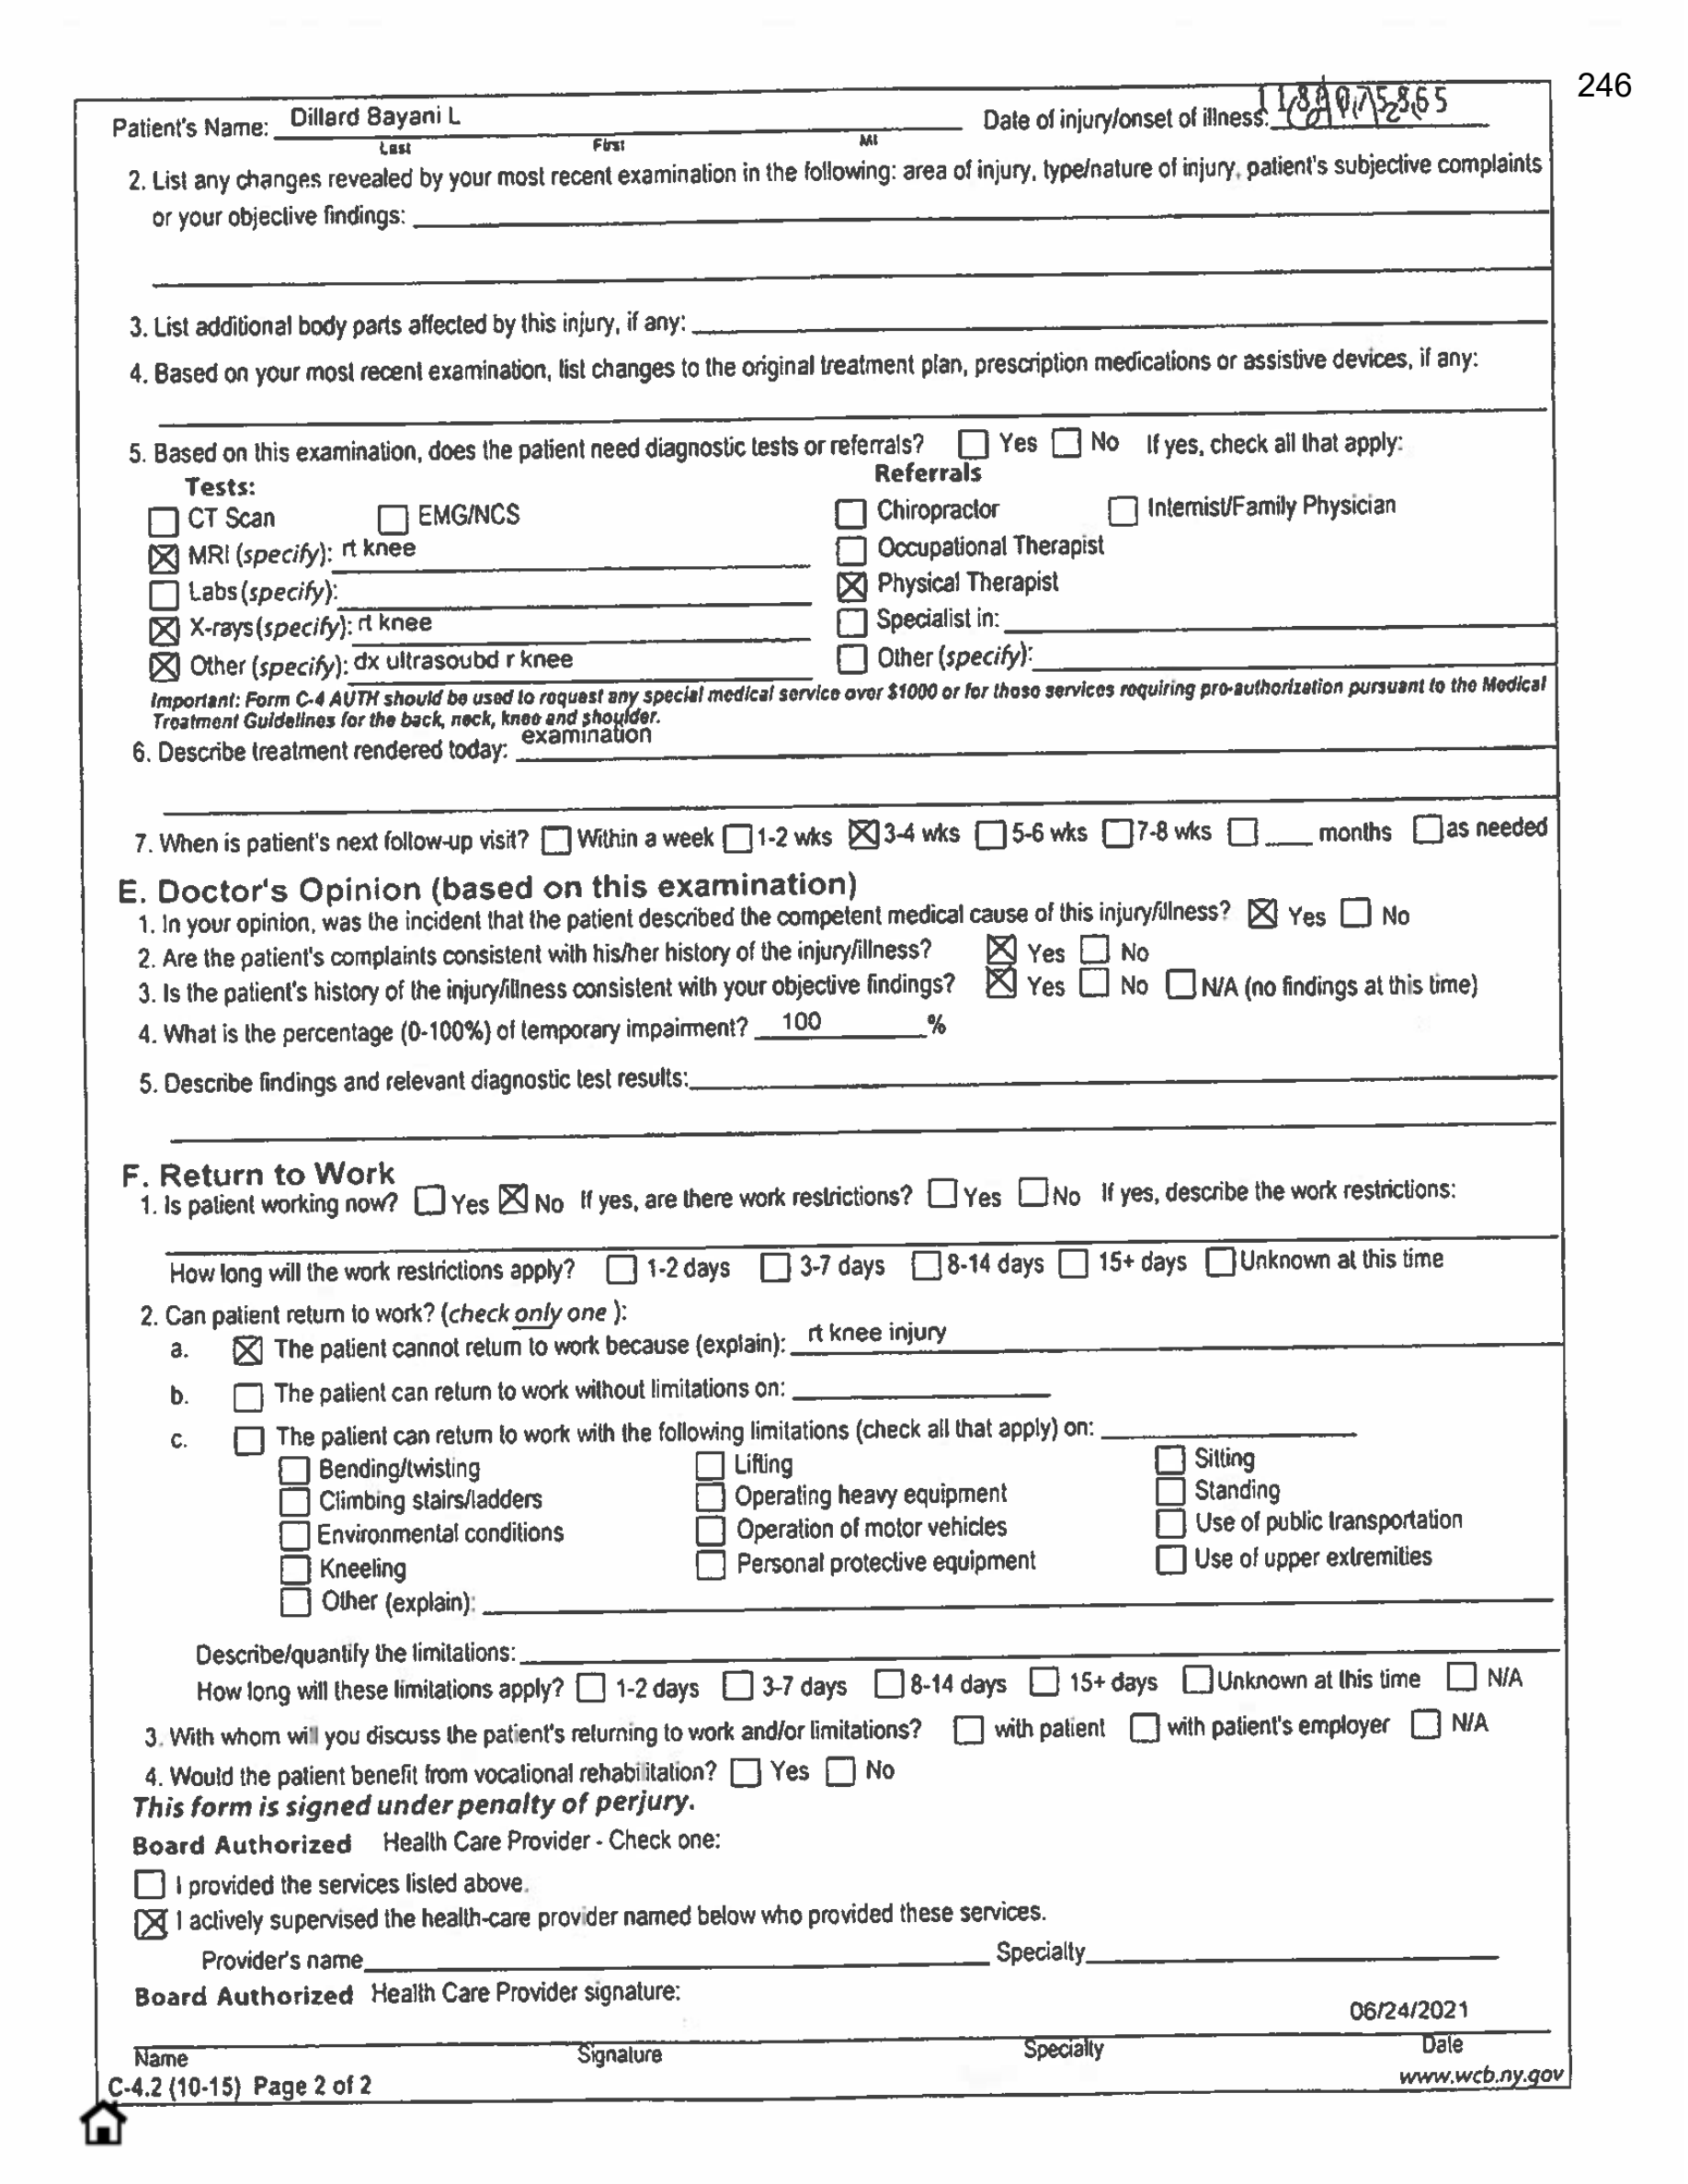 246
Patient's Name: Dillard Bayani L Date of injury/onset of illness:
Last First MI
2. List any changes revealed by your most recent examination in the following: area of injury, type/nature of injury, patient's subjective complaints
or your objective findings:
3. List additional body parts affected by this injury, if any:
4. Based on your most recent examination, list changes to the original treatment plan, prescription medications or assistive devices, if any:
5. Based on this examination, does the patient need diagnostic tests or referrals? ☐ Yes ☐ No If yes, check all that apply:
Tests: Referrals
☐ CT Scan ☐ EMG/NCS ☐ Chiropractor ☐ Internist/Family Physician
☒ MRI (specify): rt knee ☐ Occupational Therapist
☐ Labs (specify): ☒ Physical Therapist
☒ X-rays (specify): rt knee ☐ Specialist in:
☒ Other (specify): dx ultrasoubd r knee ☐ Other (specify):
Important: Form C-4 AUTH should be used to request any special medical service over $1000 or for those services requiring pre-authorization pursuant to the Medical
Treatment Guidelines for the back, neck, knee and shoulder.
6. Describe treatment rendered today: examination
7. When is patient's next follow-up visit? ☐ Within a week ☐ 1-2 wks ☒ 3-4 wks ☐ 5-6 wks ☐ 7-8 wks ☐ ___ months ☐ as needed
E. Doctor's Opinion (based on this examination)
1. In your opinion, was the incident that the patient described the competent medical cause of this injury/illness? ☒ Yes ☐ No
2. Are the patient's complaints consistent with his/her history of the injury/illness? ☒ Yes ☐ No
3. Is the patient's history of the injury/illness consistent with your objective findings? ☒ Yes ☐ No ☐ N/A (no findings at this time)
4. What is the percentage (0-100%) of temporary impairment? 100 %
5. Describe findings and relevant diagnostic test results:
F. Return to Work
1. Is patient working now? ☐ Yes ☒ No If yes, are there work restrictions? ☐ Yes ☐ No If yes, describe the work restrictions:
How long will the work restrictions apply? ☐ 1-2 days ☐ 3-7 days ☐ 8-14 days ☐ 15+ days ☐ Unknown at this time
2. Can patient return to work? (check only one ):
a. ☒ The patient cannot return to work because (explain): rt knee injury
b. ☐ The patient can return to work without limitations on:
c. ☐ The patient can return to work with the following limitations (check all that apply) on:
☐ Bending/twisting ☐ Lifting ☐ Sitting
☐ Climbing stairs/ladders ☐ Operating heavy equipment ☐ Standing
☐ Environmental conditions ☐ Operation of motor vehicles ☐ Use of public transportation
☐ Kneeling ☐ Personal protective equipment ☐ Use of upper extremities
☐ Other (explain):
Describe/quantify the limitations:
How long will these limitations apply? ☐ 1-2 days ☐ 3-7 days ☐ 8-14 days ☐ 15+ days ☐ Unknown at this time ☐ N/A
3. With whom will you discuss the patient's returning to work and/or limitations? ☐ with patient ☐ with patient's employer ☐ N/A
4. Would the patient benefit from vocational rehabilitation? ☐ Yes ☐ No
This form is signed under penalty of perjury.
Board Authorized Health Care Provider - Check one:
☐ I provided the services listed above.
☒ I actively supervised the health-care provider named below who provided these services.
Provider's name Specialty
Board Authorized Health Care Provider signature:
06/24/2021
Name Signature Specialty Date
C-4.2 (10-15) Page 2 of 2 www.wcb.ny.gov